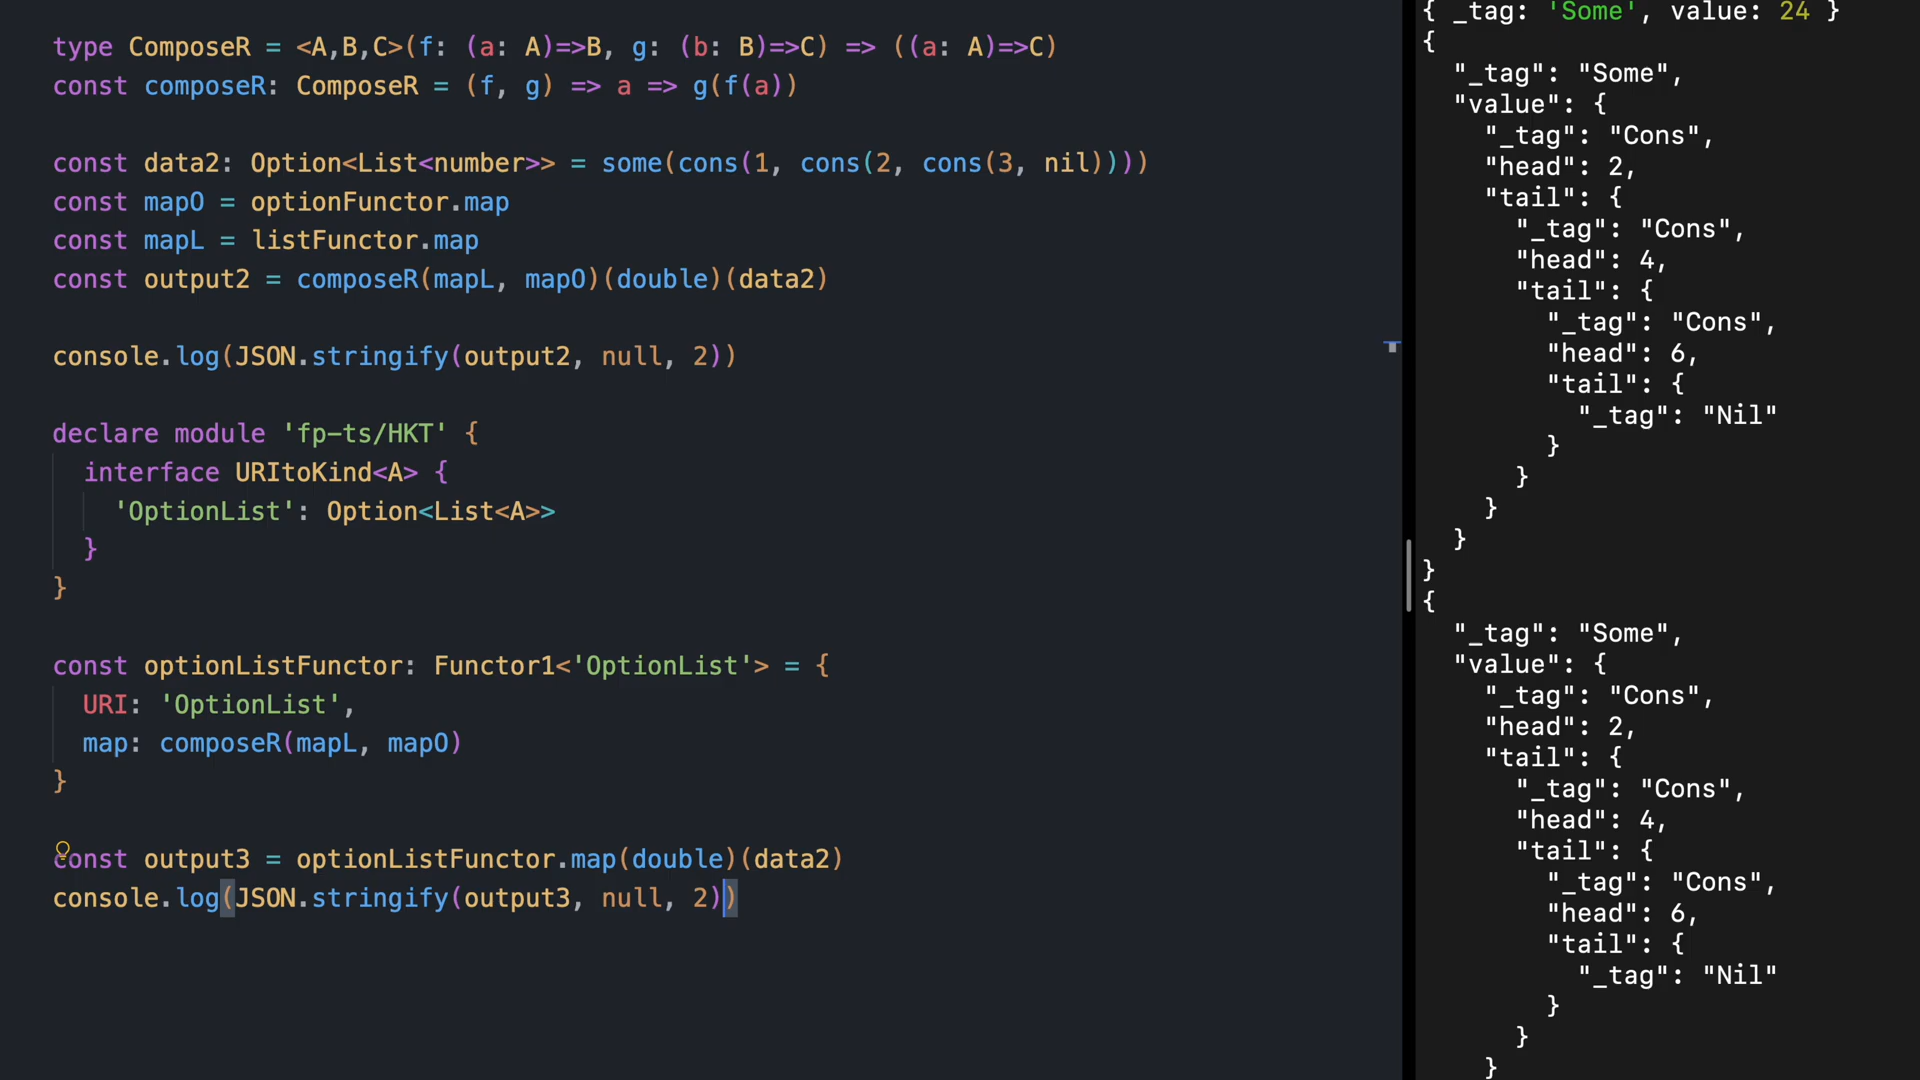 type ComposeR = <A,B,C>(f: (a: A)=>B, g: (b: B)=>C) => ((a: A)=>C)
const composeR: ComposeR = (f, g) => a => g(f(a))
const data2: Option<List<number>> = some(cons(1, cons(2, cons(3, nil))))
const mapO = optionFunctor.map
const mapL = listFunctor.map
const output2 = composeR(mapL, mapO)(double)(data2)
console.log(JSON.stringify(output2, null, 2))
declare module 'fp-ts/HKT' {
  interface URItoKind<A> {
    'OptionList': Option<List<A>>
  }
}
const optionListFunctor: Functor1<'OptionList'> = {
  URI: 'OptionList',
  map: composeR(mapL, mapO)
}
const output3 = optionListFunctor.map(double)(data2)
console.log(JSON.stringify(output3, null, 2))
{ _tag: 'Some', value: 24 }
{
  "_tag": "Some",
  "value": {
    "_tag": "Cons",
    "head": 2,
    "tail": {
      "_tag": "Cons",
      "head": 4,
      "tail": {
        "_tag": "Cons",
        "head": 6,
        "tail": {
          "_tag": "Nil"
        }
      }
    }
  }
}
{
  "_tag": "Some",
  "value": {
    "_tag": "Cons",
    "head": 2,
    "tail": {
      "_tag": "Cons",
      "head": 4,
      "tail": {
        "_tag": "Cons",
        "head": 6,
        "tail": {
          "_tag": "Nil"
        }
      }
    }